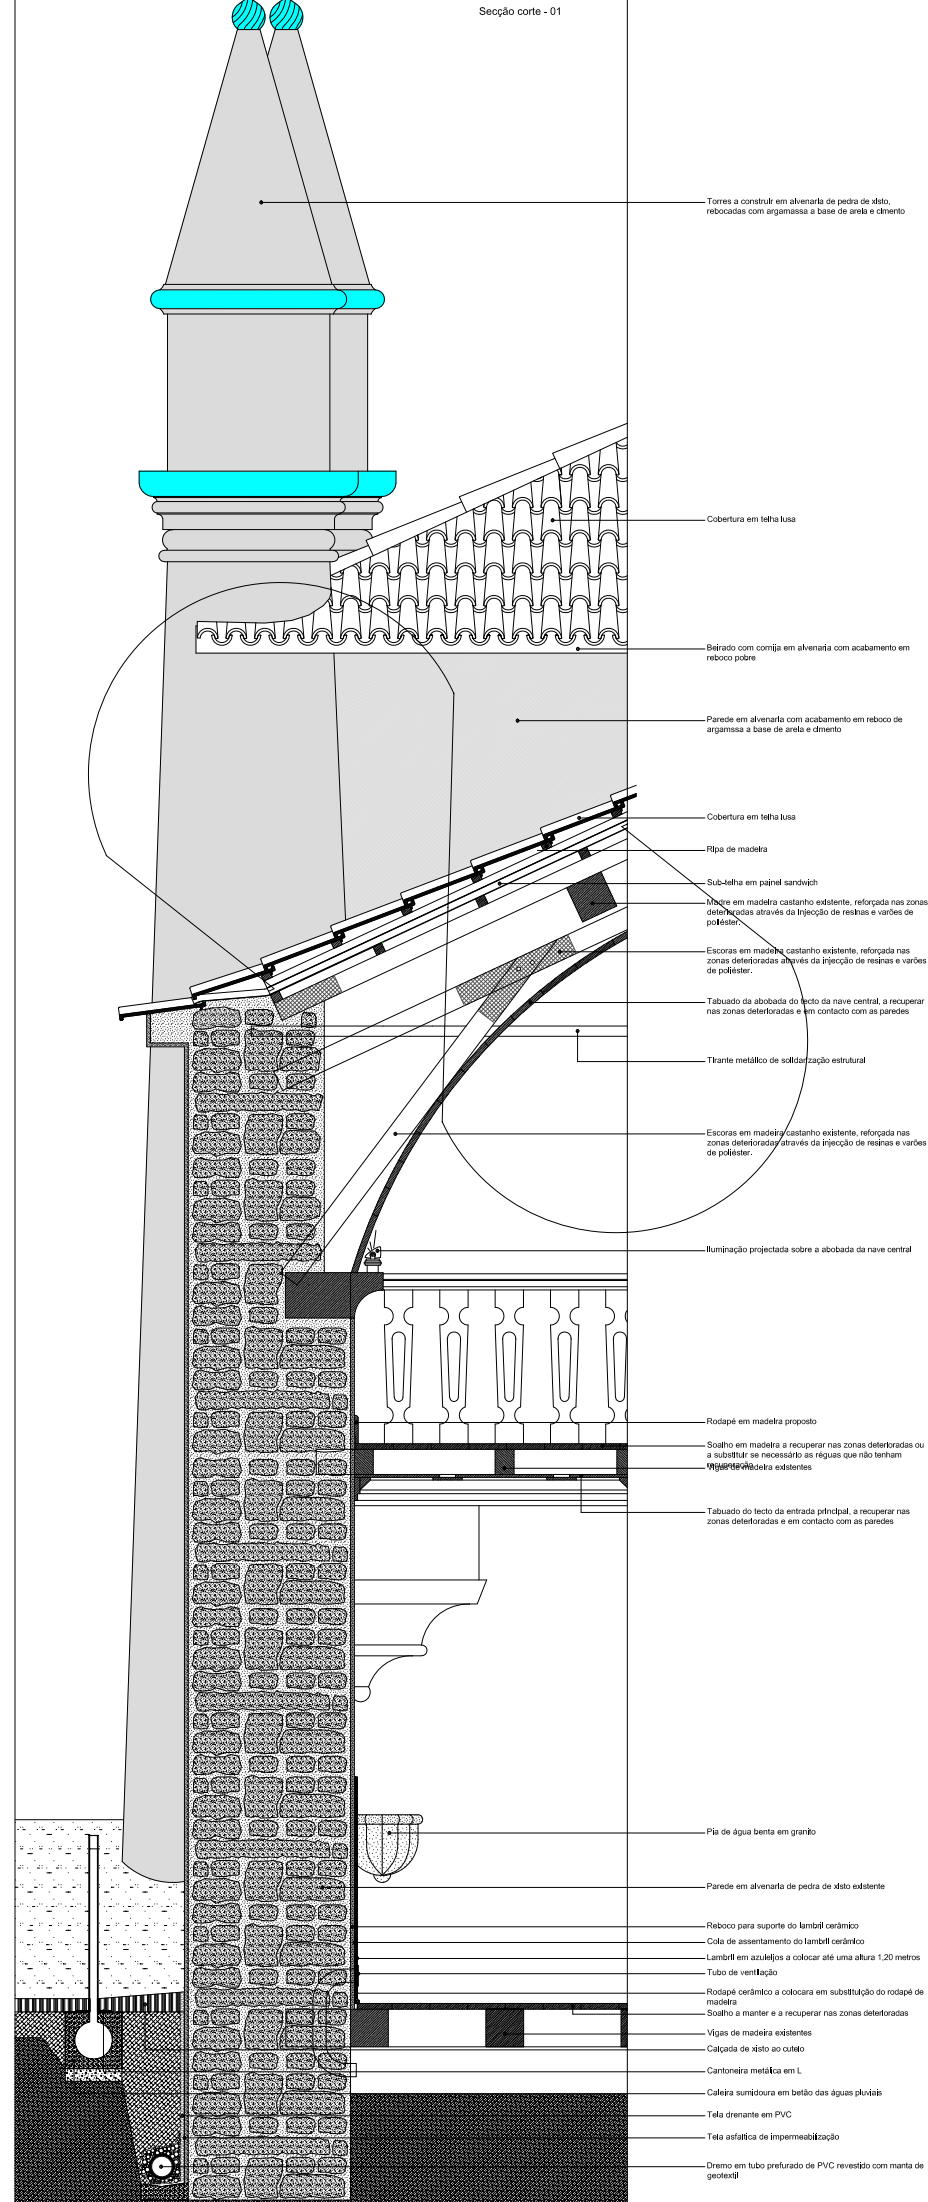 Secção corte - 01
Torres a construir em alvenaria de pedra de xisto,
rebocadas com argamassa a base de areia e cimento
Cobertura em telha lusa
Beirado com cornija em alvenaria com acabamento em
reboco pobre
Parede em alvenaria com acabamento em reboco de
argamssa a base de areia e cimento
Cobertura em telha lusa
Ripa de madeira
Sub-telha em painel sandwich
Madre em madeira castanho existente, reforçada nas zonas
deterioradas através da injecção de resinas e varões de
poliéster.
Escoras em madeira castanho existente, reforçada nas
zonas deterioradas através da injecção de resinas e varões
de poliéster.
Tabuado da abobada do tecto da nave central, a recuperar
nas zonas deterioradas e em contacto com as paredes
Tirante metálico de solidarização estrutural
Escoras em madeira castanho existente, reforçada nas
zonas deterioradas através da injecção de resinas e varões
de poliéster.
Iluminação projectada sobre a abobada da nave central
Rodapé em madeira proposto
Soalho em madeira a recuperar nas zonas deterioradas ou
a substituir se necessário as réguas que não tenham
recuperação
Vigas de madeira existentes
Tabuado do tecto da entrada principal, a recuperar nas
zonas deterioradas e em contacto com as paredes
Pia de água benta em granito
Parede em alvenaria de pedra de xisto existente
Reboco para suporte do lambril cerâmico
Cola de assentamento do lambril cerâmico
Lambril em azuleljos a colocar até uma altura 1,20 metros
Tubo de ventilação
Rodapé cerâmico a colocara em substituição do rodapé de
madeira
Soalho a manter e a recuperar nas zonas deterioradas
Vigas de madeira existentes
Calçada de xisto ao cutelo
Cantoneira metálica em L
Caleira sumidoura em betão das águas pluviais
Tela drenante em PVC
Tela asfaltica de impermeabilização
Dremo em tubo prefurado de PVC revestido com manta de
geotextil